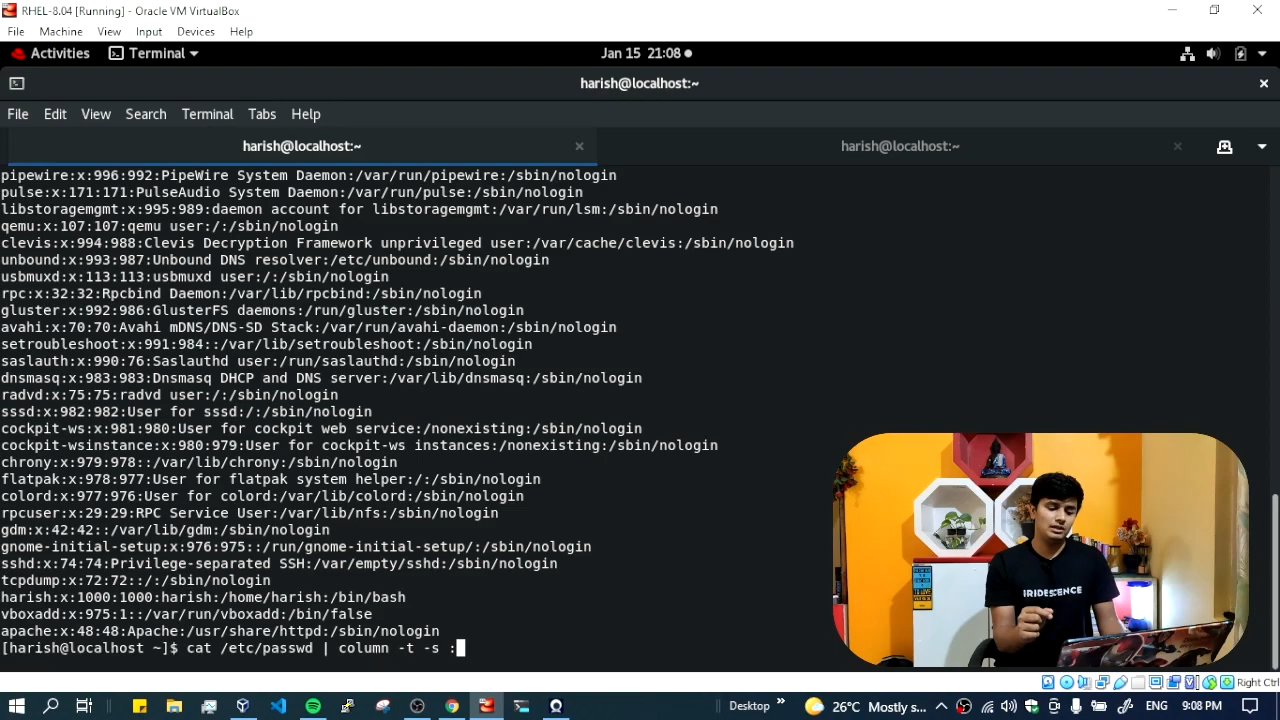 RHEL-8.04 [Running] - Oracle VM VirtualBox
File Machine View Input Devices Help
Activities Terminal Jan 15 21:08
harish@localhost:~
File Edit View Search Terminal Tabs Help
harish@localhost:~ harish@localhost:~
pipewire:x:996:992:PipeWire System Daemon:/var/run/pipewire:/sbin/nologin
pulse:x:171:171:PulseAudio System Daemon:/var/run/pulse:/sbin/nologin
libstoragemgmt:x:995:989:daemon account for libstoragemgmt:/var/run/lsm:/sbin/nologin
qemu:x:107:107:qemu user:/:/sbin/nologin
clevis:x:994:988:Clevis Decryption Framework unprivileged user:/var/cache/clevis:/sbin/nologin
unbound:x:993:987:Unbound DNS resolver:/etc/unbound:/sbin/nologin
usbmuxd:x:113:113:usbmuxd user:/:/sbin/nologin
rpc:x:32:32:Rpcbind Daemon:/var/lib/rpcbind:/sbin/nologin
gluster:x:992:986:GlusterFS daemons:/run/gluster:/sbin/nologin
avahi:x:70:70:Avahi mDNS/DNS-SD Stack:/var/run/avahi-daemon:/sbin/nologin
setroubleshoot:x:991:984::/var/lib/setroubleshoot:/sbin/nologin
saslauth:x:990:76:Saslauthd user:/run/saslauthd:/sbin/nologin
dnsmasq:x:983:983:Dnsmasq DHCP and DNS server:/var/lib/dnsmasq:/sbin/nologin
radvd:x:75:75:radvd user:/:/sbin/nologin
sssd:x:982:982:User for sssd:/:/sbin/nologin
cockpit-ws:x:981:980:User for cockpit web service:/nonexisting:/sbin/nologin
cockpit-wsinstance:x:980:979:User for cockpit-ws instances:/nonexisting:/sbin/nologin
chrony:x:979:978::/var/lib/chrony:/sbin/nologin
flatpak:x:978:977:User for flatpak system helper:/:/sbin/nologin
colord:x:977:976:User for colord:/var/lib/colord:/sbin/nologin
rpcuser:x:29:29:RPC Service User:/var/lib/nfs:/sbin/nologin
gdm:x:42:42::/var/lib/gdm:/sbin/nologin
gnome-initial-setup:x:976:975::/run/gnome-initial-setup/:/sbin/nologin
sshd:x:74:74:Privilege-separated SSH:/var/empty/sshd:/sbin/nologin
tcpdump:x:72:72::/:/sbin/nologin
harish:x:1000:1000:harish:/home/harish:/bin/bash
vboxadd:x:975:1::/var/run/vboxadd:/bin/false
apache:x:48:48:Apache:/usr/share/httpd:/sbin/nologin
[harish@localhost ~]$ cat /etc/passwd | column -t -s :
IRIDESCENCE
Right Ctrl
Desktop 26°C Mostly s... ENG 9:08 PM